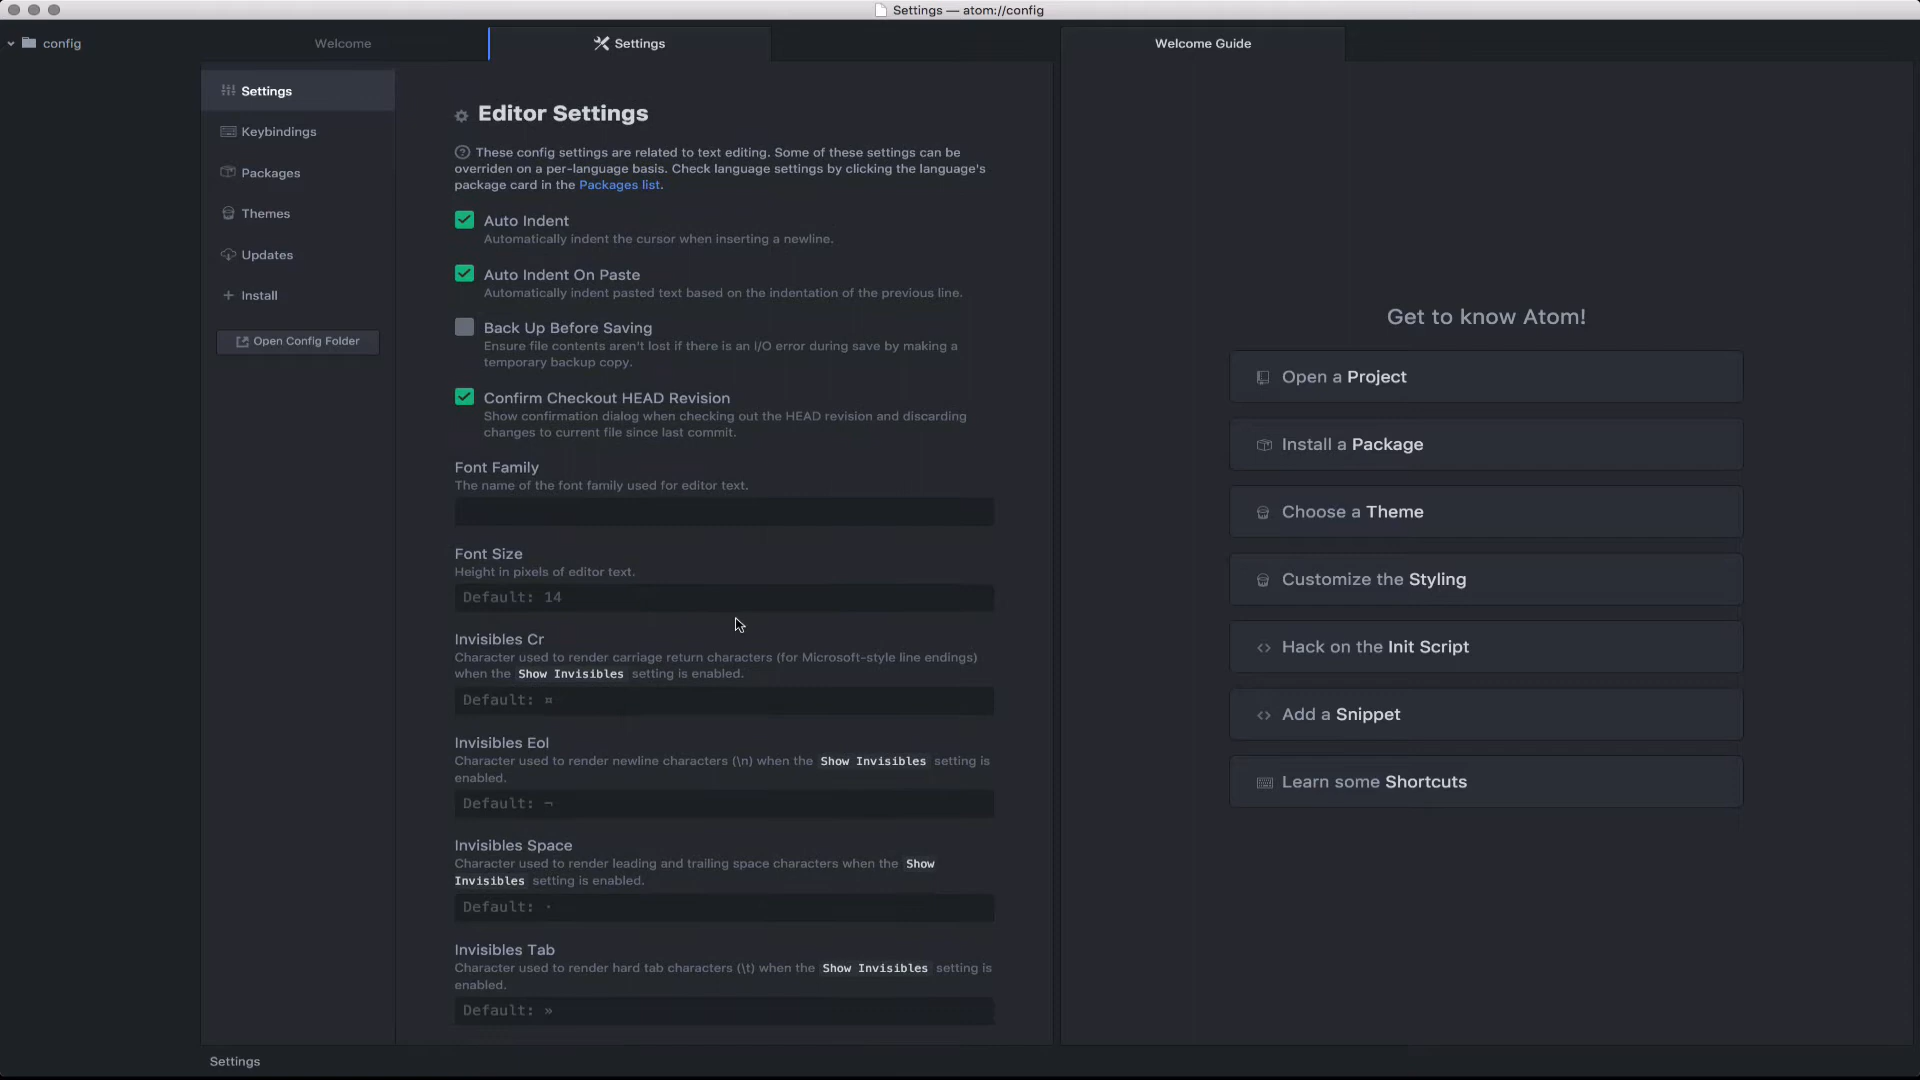 Settings — atom://config
config
Welcome
Settings
Welcome Guide
Settings
Keybindings
Packages
Themes
Updates
Install
Open Config Folder
Editor Settings
These config settings are related to text editing. Some of these settings can be
overriden on a per-language basis. Check language settings by clicking the language's
package card in the Packages list.
Auto Indent
Automatically indent the cursor when inserting a newline.
Auto Indent On Paste
Automatically indent pasted text based on the indentation of the previous line.
Back Up Before Saving
Ensure file contents aren't lost if there is an I/O error during save by making a
temporary backup copy.
Confirm Checkout HEAD Revision
Show confirmation dialog when checking out the HEAD revision and discarding
changes to current file since last commit.
Font Family
The name of the font family used for editor text.
Font Size
Height in pixels of editor text.
Default: 14
Invisibles Cr
Character used to render carriage return characters (for Microsoft-style line endings)
when the Show Invisibles setting is enabled.
Default: ¤
Invisibles Eol
Character used to render newline characters (\n) when the Show Invisibles setting is
enabled.
Default: ¬
Invisibles Space
Character used to render leading and trailing space characters when the Show
Invisibles setting is enabled.
Default: ·
Invisibles Tab
Character used to render hard tab characters (\t) when the Show Invisibles setting is
enabled.
Default: »
Get to know Atom!
Open a Project
Install a Package
Choose a Theme
Customize the Styling
Hack on the Init Script
Add a Snippet
Learn some Shortcuts
Settings